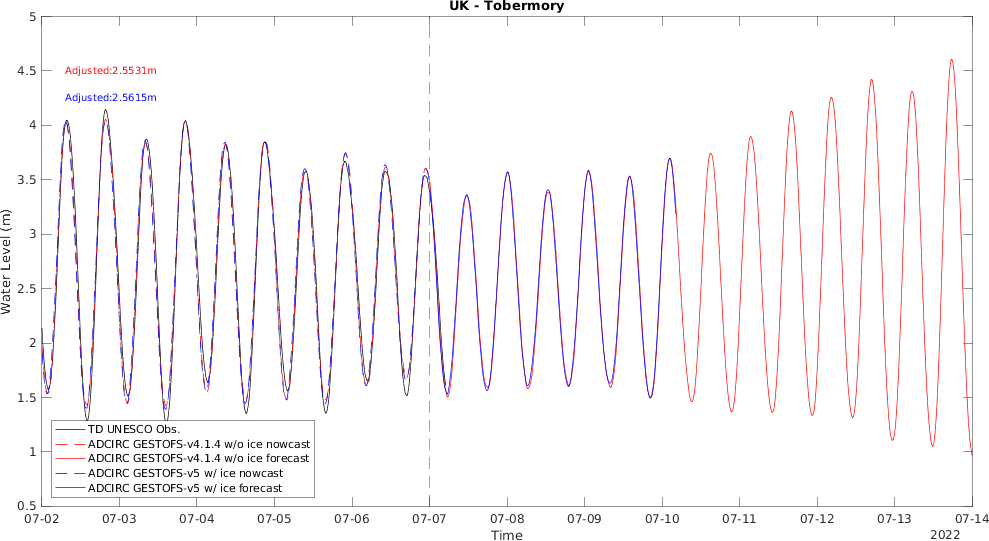 UK - Tobermory
5
4.5
4
3.5
3
2.5
2
1.5
1
0.5
Water Level (m)
Adjusted:2.5531m
Adjusted:2.5615m
TD UNESCO Obs.
ADCIRC GESTOFS-v4.1.4 w/o ice nowcast
ADCIRC GESTOFS-v4.1.4 w/o ice forecast
ADCIRC GESTOFS-v5 w/ ice nowcast
ADCIRC GESTOFS-v5 w/ ice forecast
07-02 07-03 07-04 07-05 07-06 07-07 07-08 07-09 07-10 07-11 07-12 07-13 07-14
Time
2022